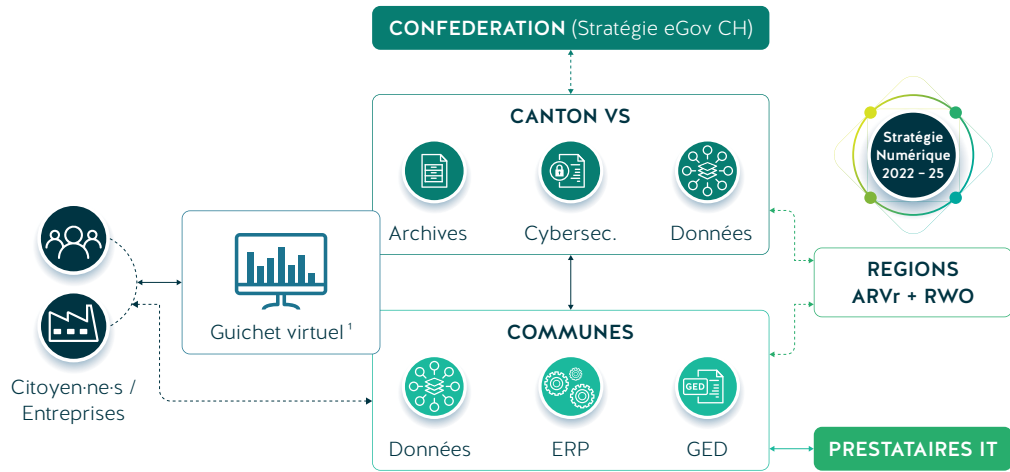 CONFEDERATION (Stratégie eGov CH)
CANTON VS
Archives
Cybersec.
Données
Stratégie
Numérique
2022 – 25
Guichet virtuel ¹
Citoyen·ne·s /
Entreprises
REGIONS
ARVr + RWO
COMMUNES
Données
ERP
GED
GED
PRESTATAIRES IT